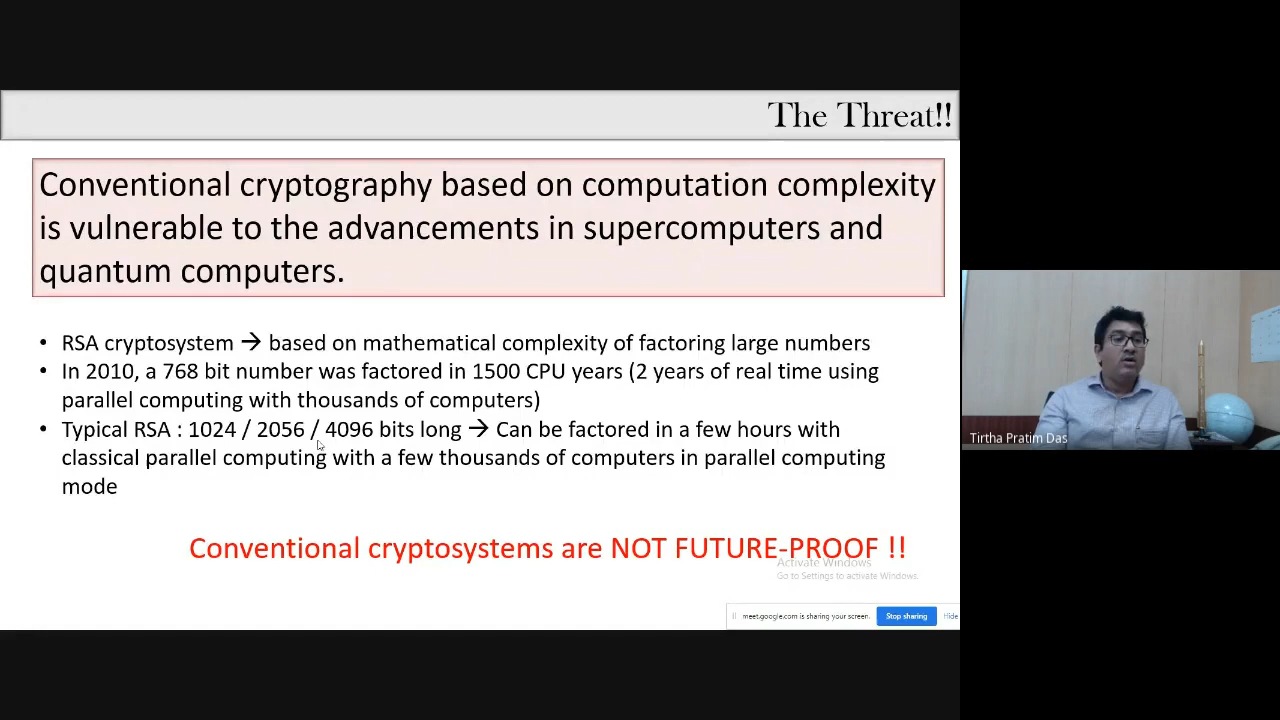 The Threat!!
Conventional cryptography based on computation complexity
is vulnerable to the advancements in supercomputers and
quantum computers.
• RSA cryptosystem → based on mathematical complexity of factoring large numbers
• In 2010, a 768 bit number was factored in 1500 CPU years (2 years of real time using
parallel computing with thousands of computers)
• Typical RSA : 1024 / 2056 / 4096 bits long → Can be factored in a few hours with
classical parallel computing with a few thousands of computers in parallel computing
mode
Conventional cryptosystems are NOT FUTURE-PROOF !!
Activate Windows
Go to Settings to activate Windows.
meet.google.com is sharing your screen.
Stop sharing
Hide
Tirtha Pratim Das